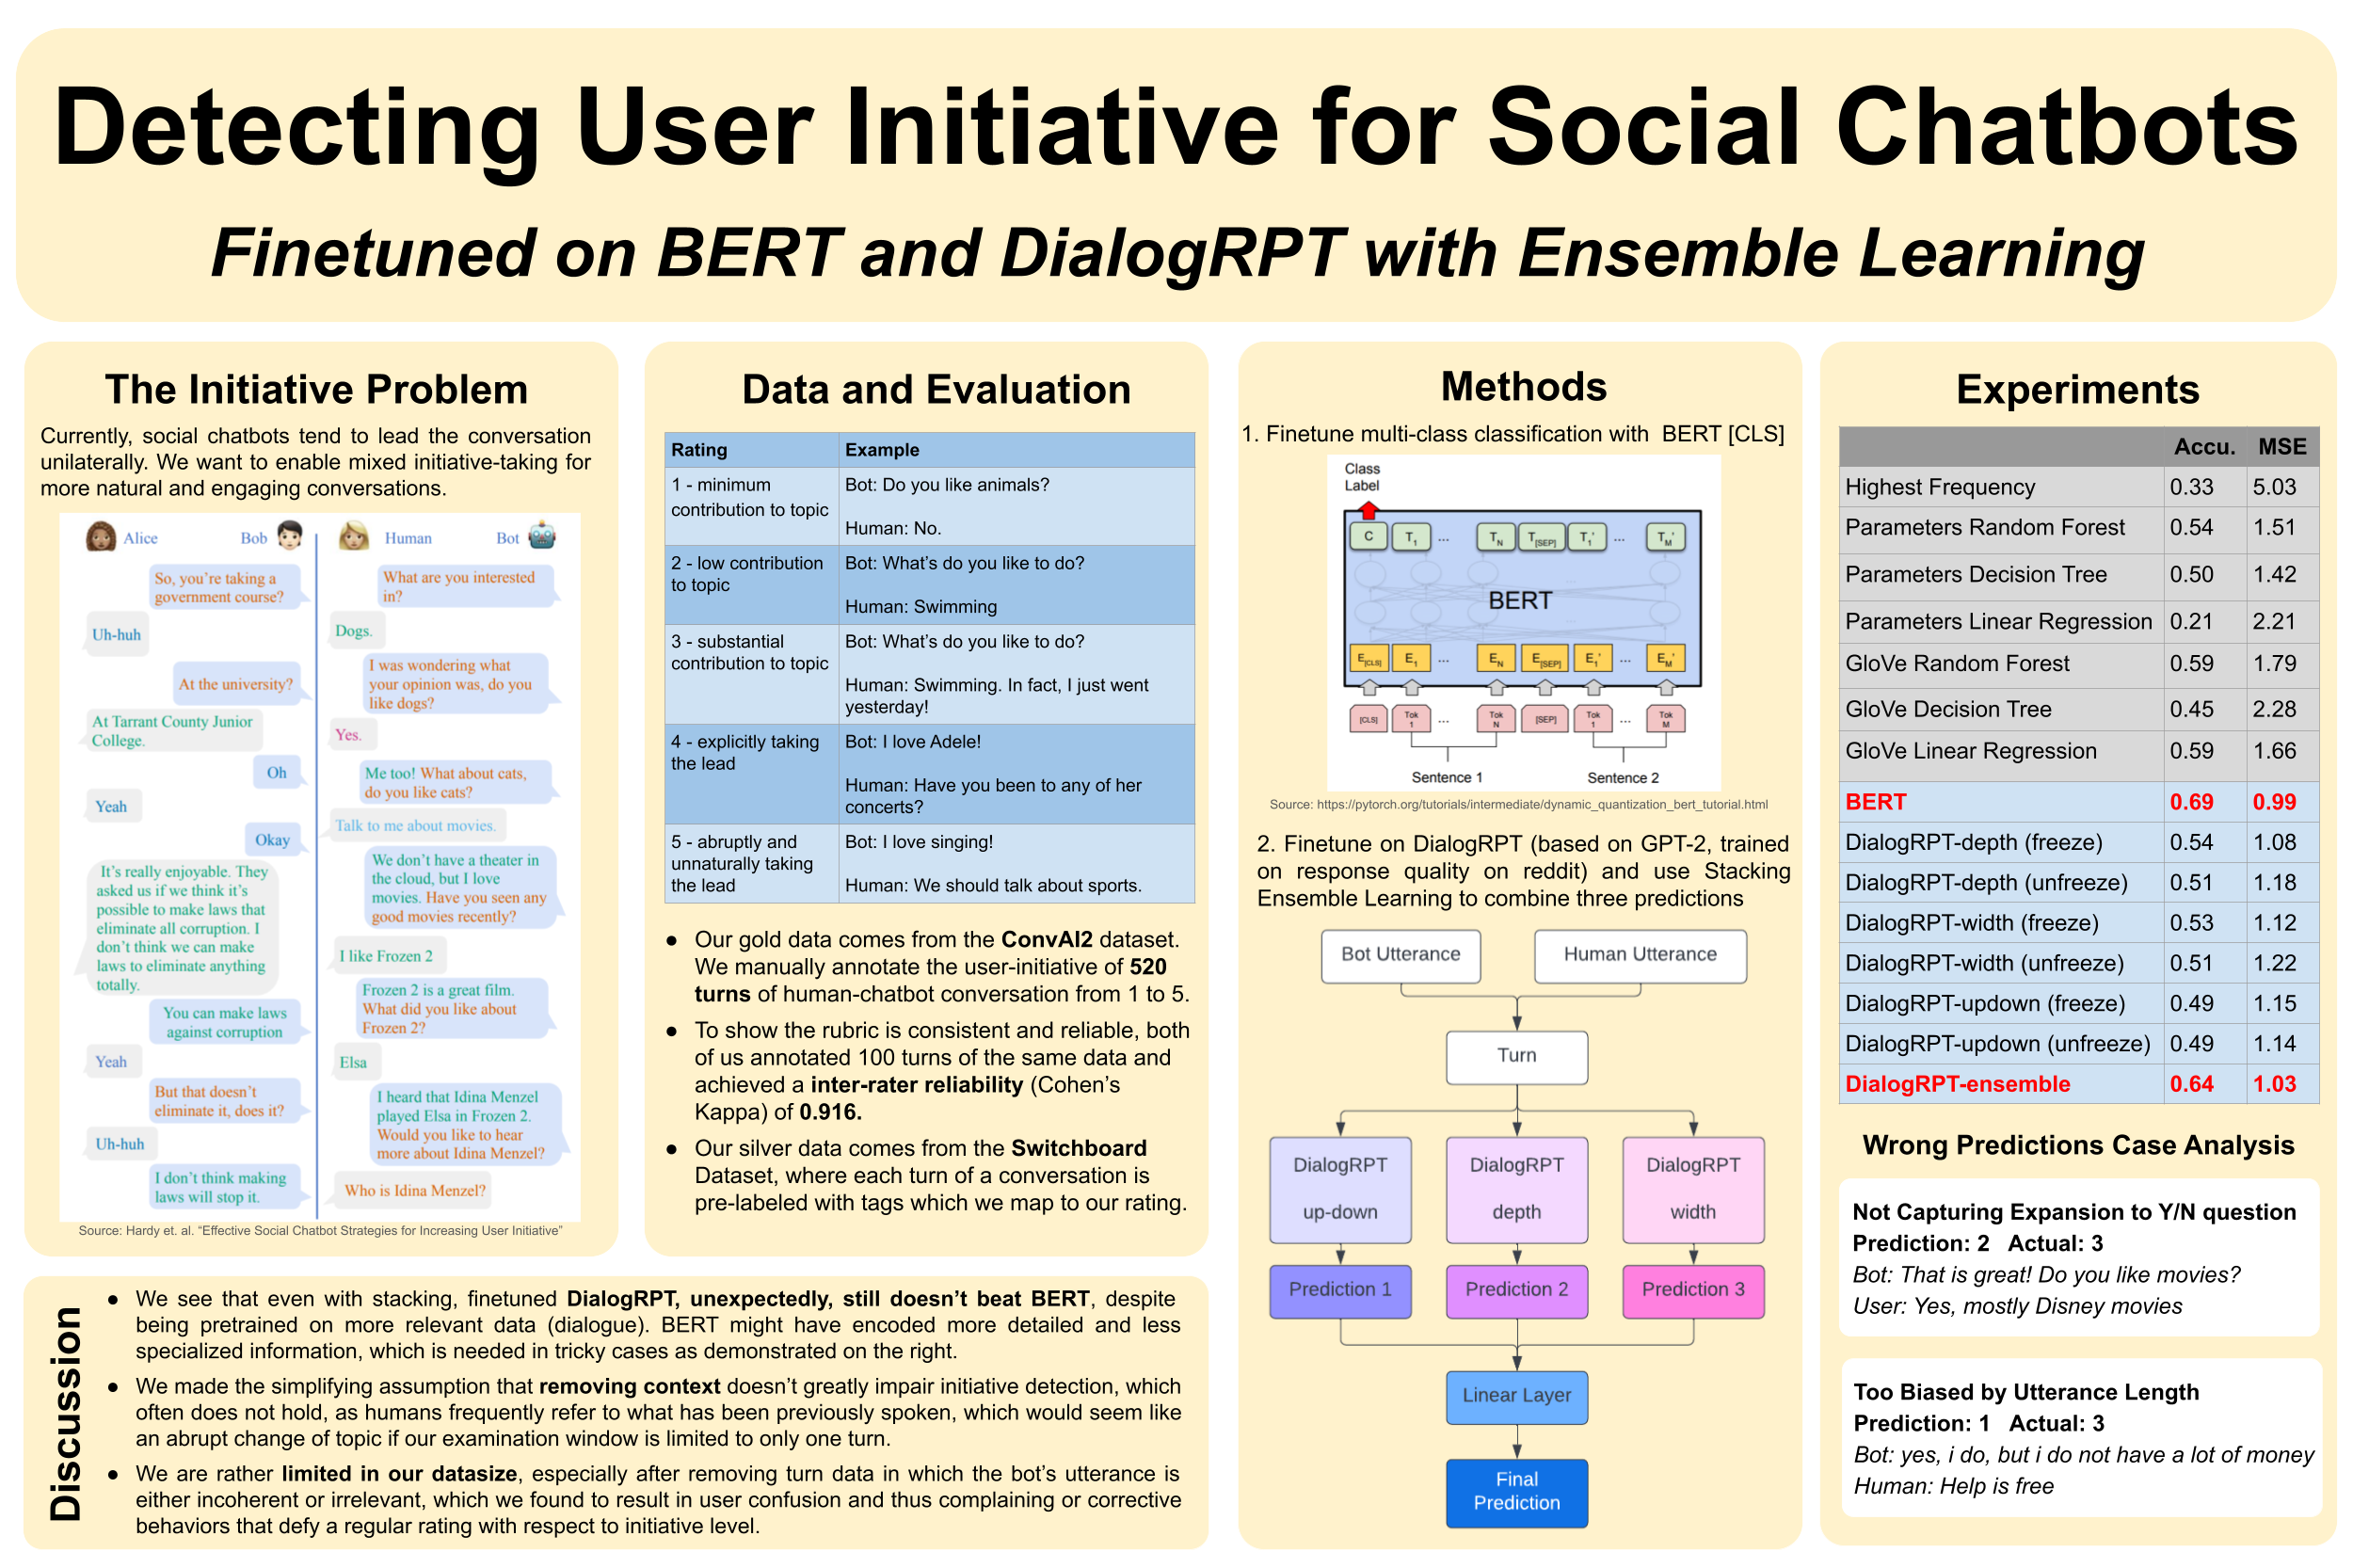 Detecting User Initiative for Social Chatbots
Finetuned on BERT and DialogRPT with Ensemble Learning
The Initiative Problem
Currently, social chatbots tend to lead the conversation
unilaterally. We want to enable mixed initiative-taking for
more natural and engaging conversations.
Alice Bob
So, you're taking a
government course?
Uh-huh
At the university?
At Tarrant County Junior
College.
Oh
Yeah
Okay
It's really enjoyable. They
asked us if we think it's
possible to make laws that
eliminate all corruption. I
don't think we can make
laws to eliminate anything
totally.
You can make laws
against corruption
Yeah
But that doesn't
eliminate it, does it?
Uh-huh
I don't think making
laws will stop it.
Human Bot
What are you interested
in?
Dogs.
I was wondering what
your opinion was, do you
like dogs?
Yes.
Me too! What about cats,
do you like cats?
Talk to me about movies.
We don't have a theater in
the cloud, but I love
movies. Have you seen any
good movies recently?
I like Frozen 2
Frozen 2 is a great film.
What did you like about
Frozen 2?
Elsa
I heard that Idina Menzel
played Elsa in Frozen 2.
Would you like to hear
more about Idina Menzel?
Who is Idina Menzel?
Source: Hardy et. al. “Effective Social Chatbot Strategies for Increasing User Initiative”
Data and Evaluation
Rating Example
1 - minimum
contribution to topic
Bot: Do you like animals?
Human: No.
2 - low contribution
to topic
Bot: What’s do you like to do?
Human: Swimming
3 - substantial
contribution to topic
Bot: What’s do you like to do?
Human: Swimming. In fact, I just went
yesterday!
4 - explicitly taking
the lead
Bot: I love Adele!
Human: Have you been to any of her
concerts?
5 - abruptly and
unnaturally taking
the lead
Bot: I love singing!
Human: We should talk about sports.
● Our gold data comes from the ConvAI2 dataset.
We manually annotate the user-initiative of 520
turns of human-chatbot conversation from 1 to 5.
● To show the rubric is consistent and reliable, both
of us annotated 100 turns of the same data and
achieved a inter-rater reliability (Cohen’s
Kappa) of 0.916.
● Our silver data comes from the Switchboard
Dataset, where each turn of a conversation is
pre-labeled with tags which we map to our rating.
Discussion
● We see that even with stacking, finetuned DialogRPT, unexpectedly, still doesn’t beat BERT, despite
being pretrained on more relevant data (dialogue). BERT might have encoded more detailed and less
specialized information, which is needed in tricky cases as demonstrated on the right.
● We made the simplifying assumption that removing context doesn’t greatly impair initiative detection, which
often does not hold, as humans frequently refer to what has been previously spoken, which would seem like
an abrupt change of topic if our examination window is limited to only one turn.
● We are rather limited in our datasize, especially after removing turn data in which the bot’s utterance is
either incoherent or irrelevant, which we found to result in user confusion and thus complaining or corrective
behaviors that defy a regular rating with respect to initiative level.
Methods
1. Finetune multi-class classification with BERT [CLS]
Class
Label
C T1 ... TN T[SEP] T1' ... TM'
BERT
E[CLS] E1 ... EN E[SEP] E1' ... EM'
[CLS] Tok 1 ... Tok N [SEP] Tok 1 ... Tok M
Sentence 1 Sentence 2
Source: https://pytorch.org/tutorials/intermediate/dynamic_quantization_bert_tutorial.html
2. Finetune on DialogRPT (based on GPT-2, trained
on response quality on reddit) and use Stacking
Ensemble Learning to combine three predictions
Bot Utterance Human Utterance
Turn
DialogRPT DialogRPT DialogRPT
up-down depth width
Prediction 1 Prediction 2 Prediction 3
Linear Layer
Final
Prediction
Experiments
Accu. MSE
Highest Frequency 0.33 5.03
Parameters Random Forest 0.54 1.51
Parameters Decision Tree 0.50 1.42
Parameters Linear Regression 0.21 2.21
GloVe Random Forest 0.59 1.79
GloVe Decision Tree 0.45 2.28
GloVe Linear Regression 0.59 1.66
BERT 0.69 0.99
DialogRPT-depth (freeze) 0.54 1.08
DialogRPT-depth (unfreeze) 0.51 1.18
DialogRPT-width (freeze) 0.53 1.12
DialogRPT-width (unfreeze) 0.51 1.22
DialogRPT-updown (freeze) 0.49 1.15
DialogRPT-updown (unfreeze) 0.49 1.14
DialogRPT-ensemble 0.64 1.03
Wrong Predictions Case Analysis
Not Capturing Expansion to Y/N question
Prediction: 2 Actual: 3
Bot: That is great! Do you like movies?
User: Yes, mostly Disney movies
Too Biased by Utterance Length
Prediction: 1 Actual: 3
Bot: yes, i do, but i do not have a lot of money
Human: Help is free